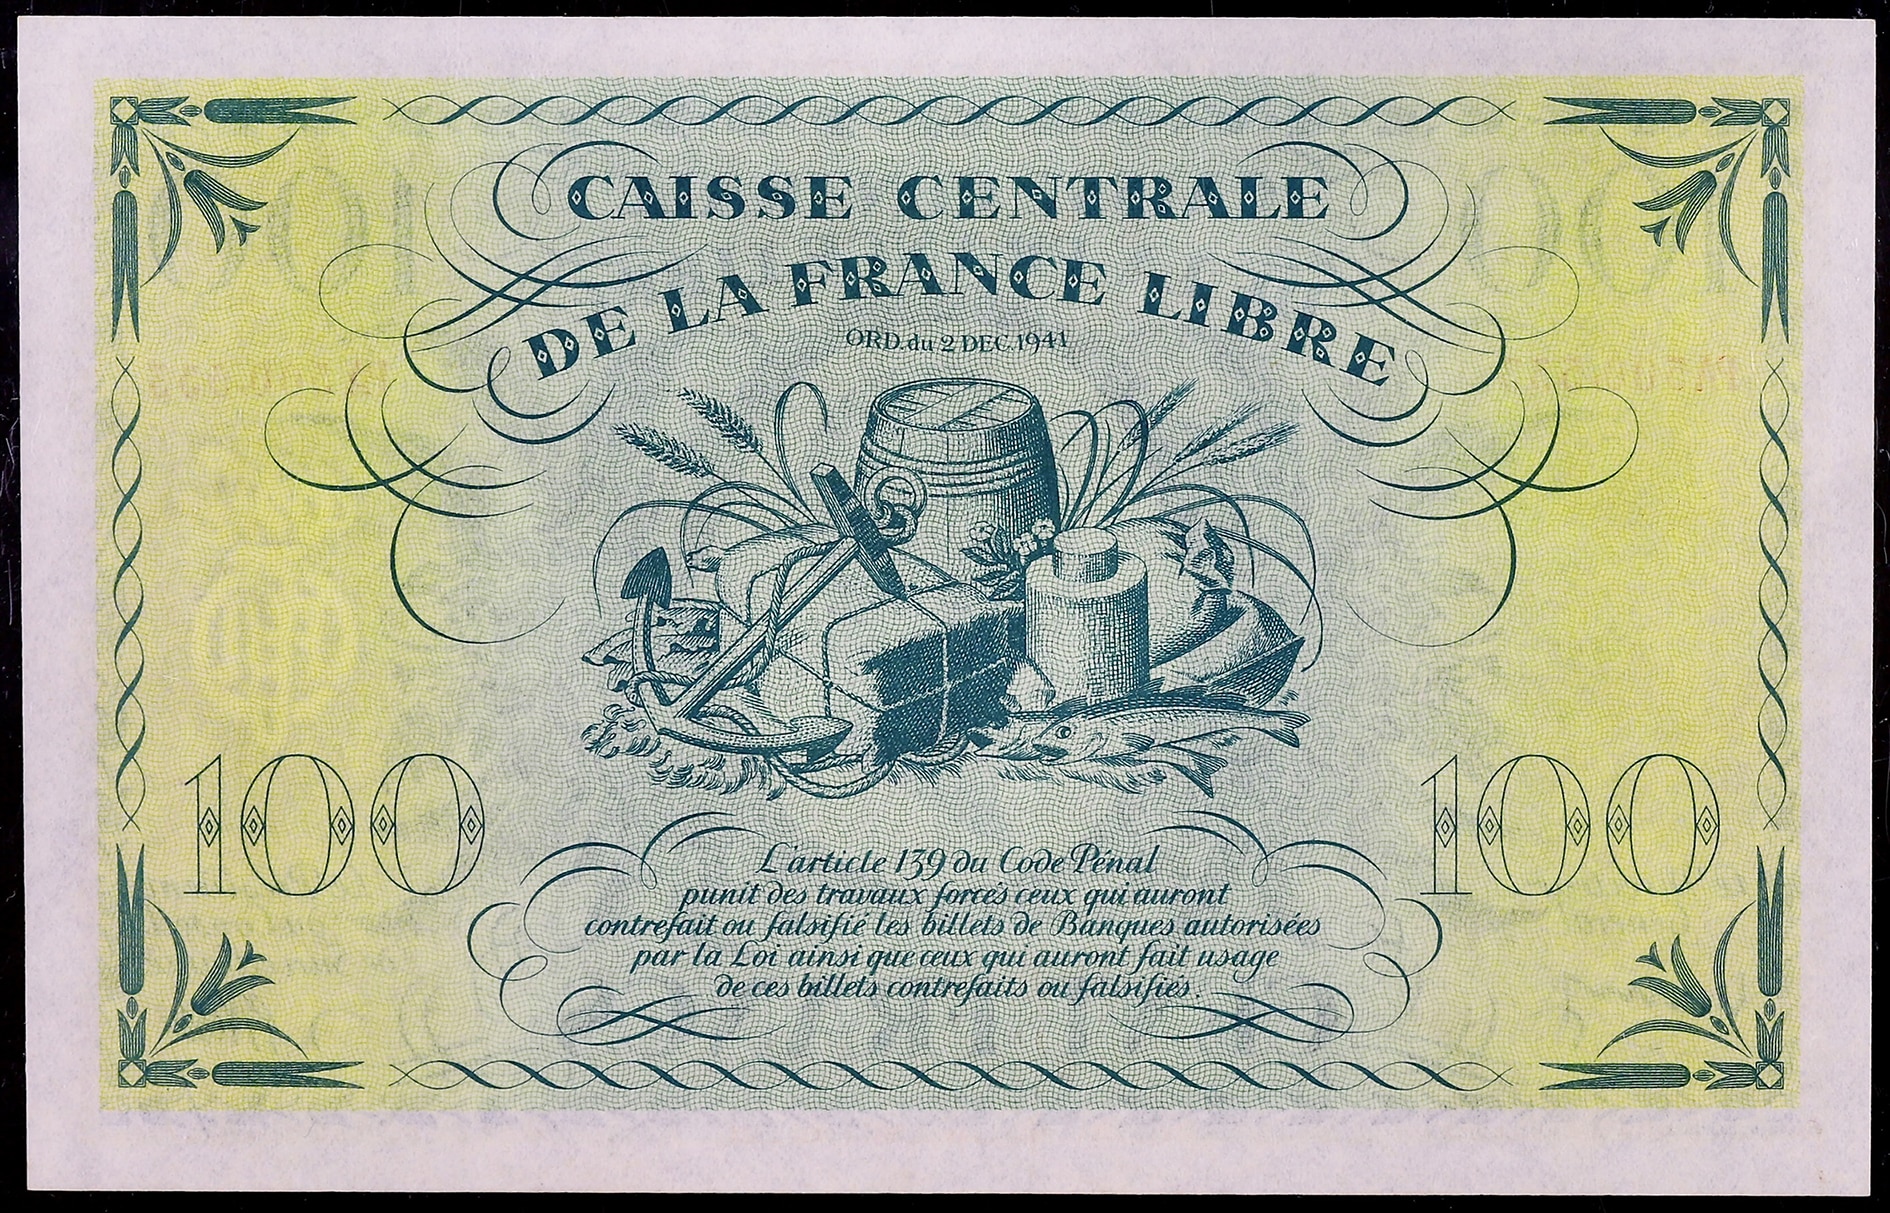 CAISSE CENTRALE
DE LA FRANCE LIBRE
ORD. du 2 DEC. 1941
100
100
L'article 139 du Code Pénal
punit des travaux forcés ceux qui auront
contrefait ou falsifié les billets de Banques autorisées
par la Loi ainsi que ceux qui auront fait usage
de ces billets contrefaits ou falsifiés.